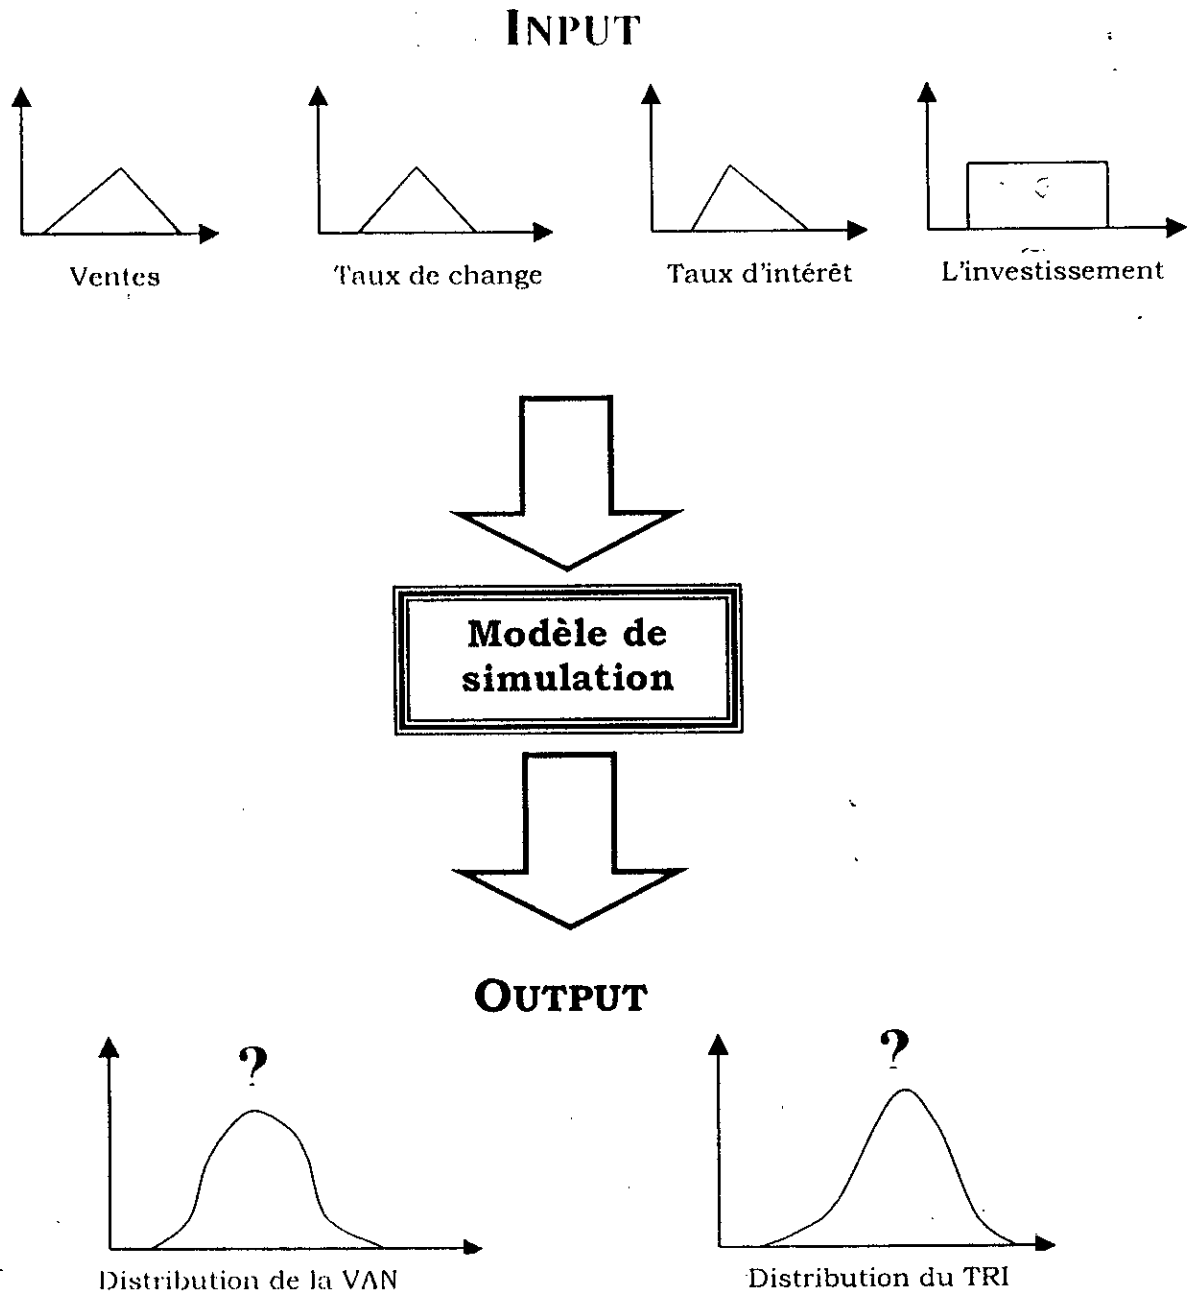 INPUT
Ventes
Taux de change
Taux d'intérêt
L'investissement
Modèle de
simulation
OUTPUT
?
?
Distribution de la VAN
Distribution du TRI